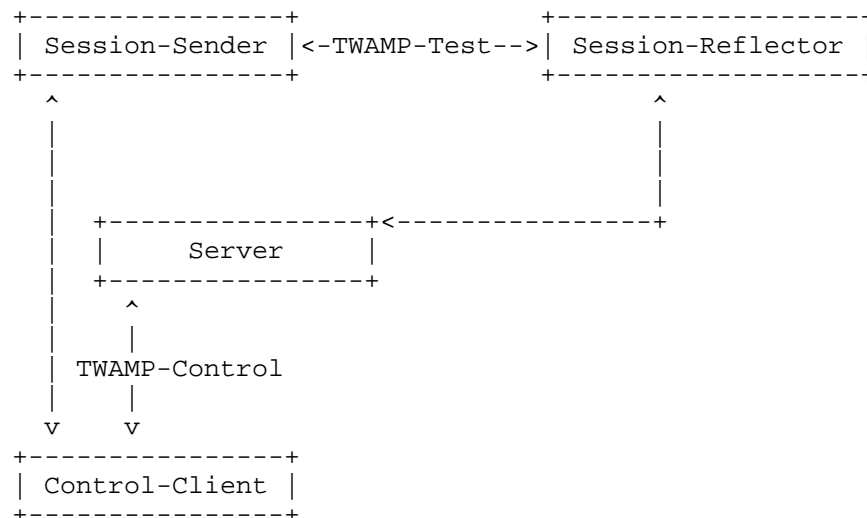 Session-Sender <-TWAMP-Test--> Session-Reflector
Server
TWAMP-Control
Control-Client